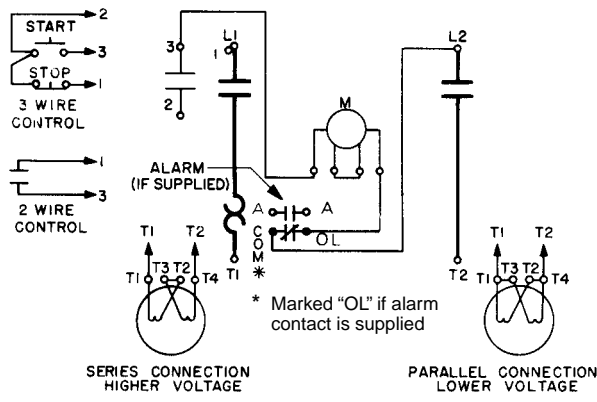 START
2
3
STOP
1
3 WIRE
CONTROL
1
3
2 WIRE
CONTROL
3
2
L1
1
L2
M
ALARM
(IF SUPPLIED)
A
A
COM
*
OL
T1
T2
* Marked “OL” if alarm
contact is supplied
T1
T2
T1
T3
T2
T4
SERIES CONNECTION
HIGHER VOLTAGE
T1
T2
T1
T3
T2
T4
PARALLEL CONNECTION
LOWER VOLTAGE